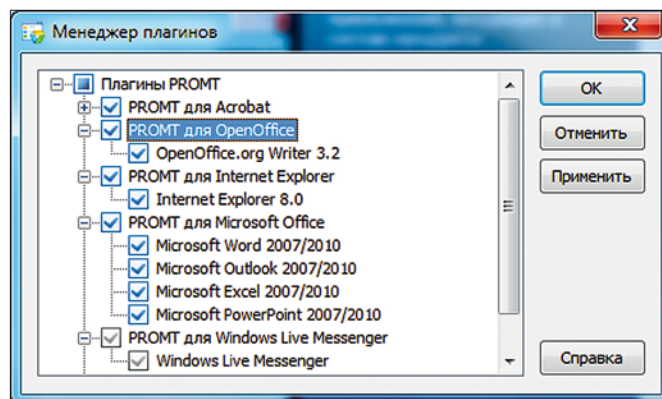 Менеджер плагинов
Плагины PROMT
PROMT для Acrobat
PROMT для OpenOffice
OpenOffice.org Writer 3.2
PROMT для Internet Explorer
Internet Explorer 8.0
PROMT для Microsoft Office
Microsoft Word 2007/2010
Microsoft Outlook 2007/2010
Microsoft Excel 2007/2010
Microsoft PowerPoint 2007/2010
PROMT для Windows Live Messenger
Windows Live Messenger
ОК
Отменить
Применить
Справка